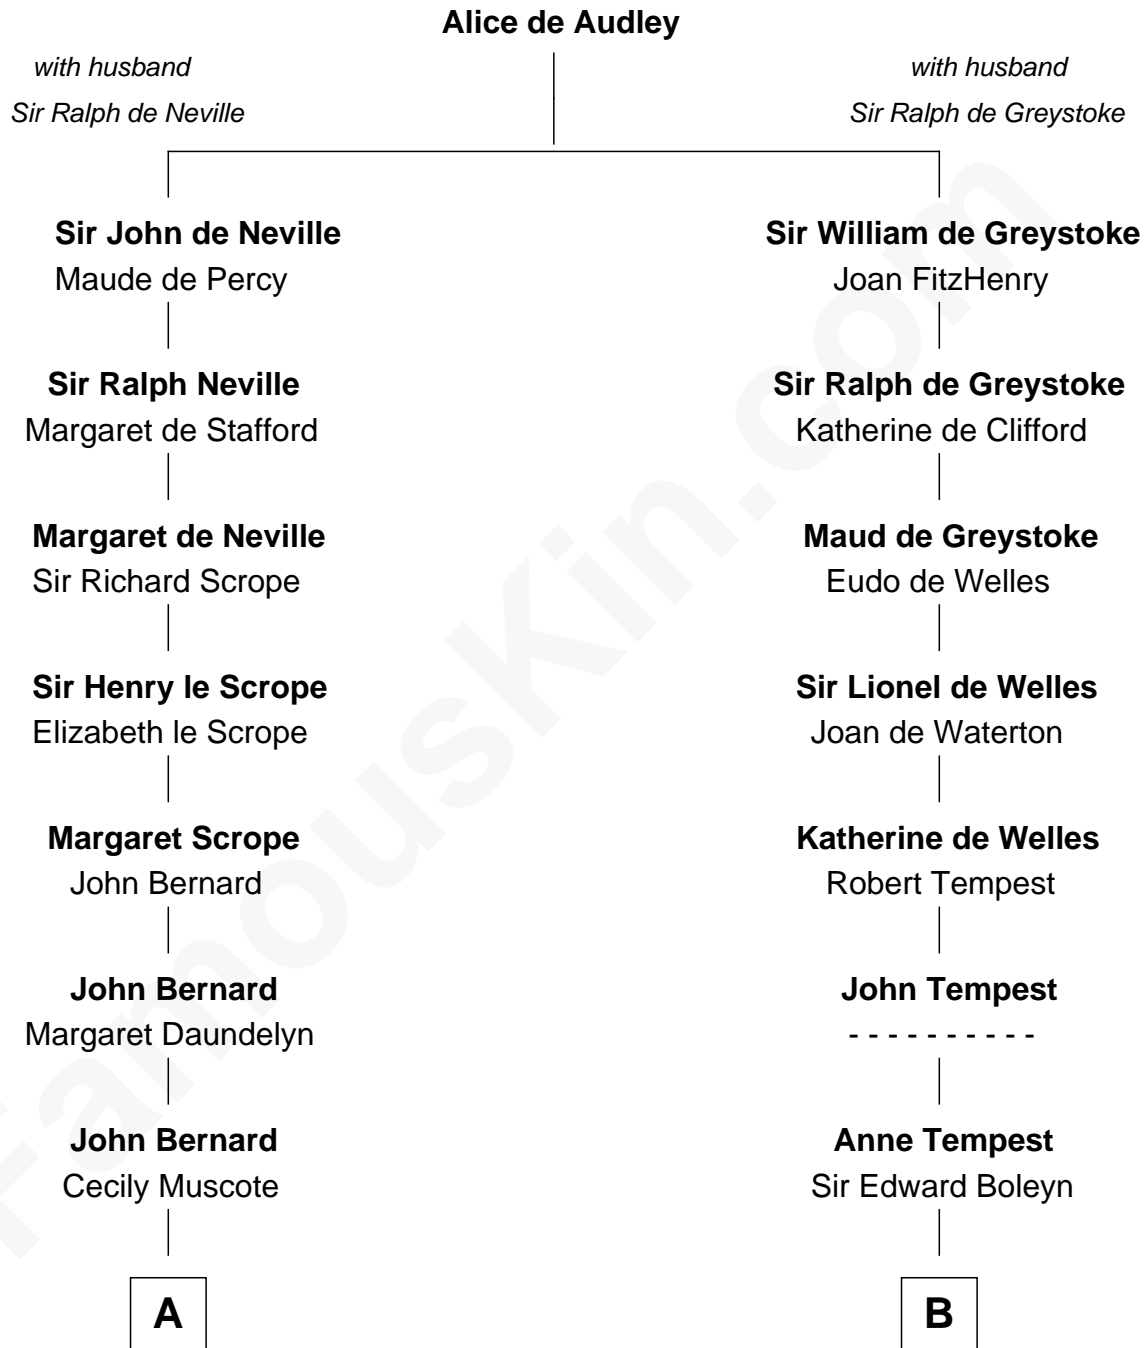 Alice de Audley
with husband
Sir Ralph de Neville
with husband
Sir Ralph de Greystoke
Sir John de Neville
Maude de Percy
Sir William de Greystoke
Joan FitzHenry
Sir Ralph Neville
Margaret de Stafford
Sir Ralph de Greystoke
Katherine de Clifford
Margaret de Neville
Sir Richard Scrope
Maud de Greystoke
Eudo de Welles
Sir Henry le Scrope
Elizabeth le Scrope
Sir Lionel de Welles
Joan de Waterton
Margaret Scrope
John Bernard
Katherine de Welles
Robert Tempest
John Bernard
Margaret Daundelyn
John Tempest
- - - - - - - - - -
John Bernard
Cecily Muscote
Anne Tempest
Sir Edward Boleyn
A
B
FamousKin.com